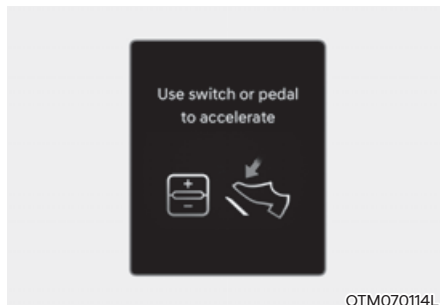 Use switch or pedal
to accelerate
+
-
OTM070114L